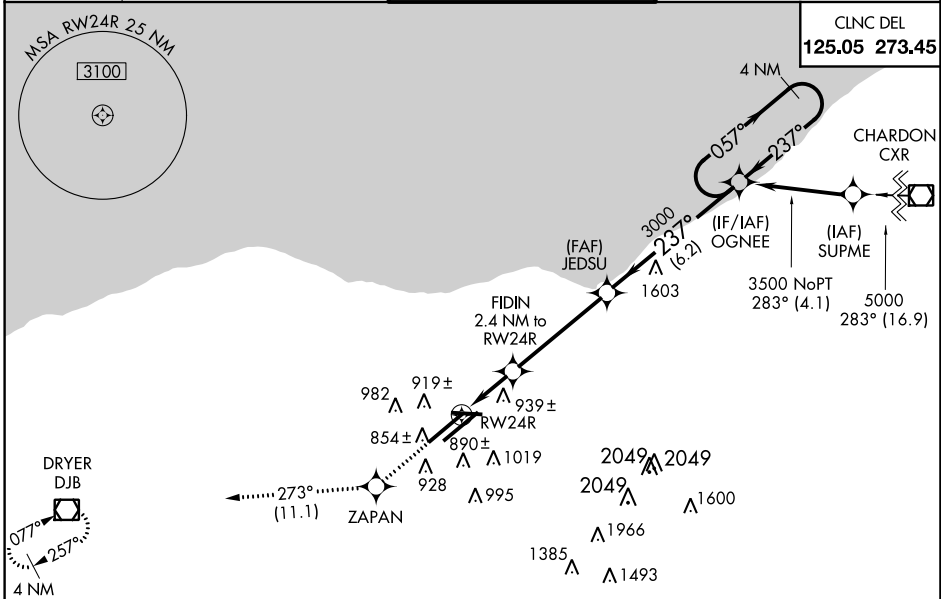 MSA RW24R 25 NM
3100
CLNC DEL
125.05 273.45
4 NM
057°
237°
CHARDON
CXR
(IF/IAF)
OGNEE
(IAF)
SUPME
3000
237°
(6.2)
(FAF)
JEDSU
1603
3500 NoPT
283° (4.1)
5000
283° (16.9)
FIDIN
2.4 NM to
RW24R
982
919±
939±
RW24R
854±
890±
1019
928
995
2049
2049
2049
1600
1966
1385
1493
DRYER
DJB
273°
(11.1)
ZAPAN
077°
257°
4 NM